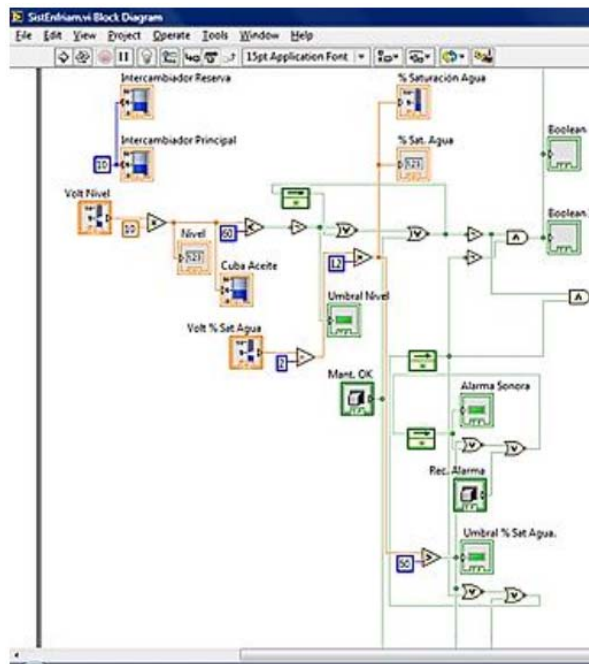 SistEnfriam.vi Block Diagram
File Edit View Project Operate Tools Window Help
15pt Application Font
Intercambiador Reserva
% Saturación Agua
Intercambiador Principal
% Sat. Agua
Boolean
10
Volt Nivel
10
Nivel
60
Boolean
12
Cuba Aceite
Umbral Nivel
Volt % Sat Agua
2
Mant. OK
Alarma Sonora
Rec. Alarma
Umbral % Sat Agua.
50